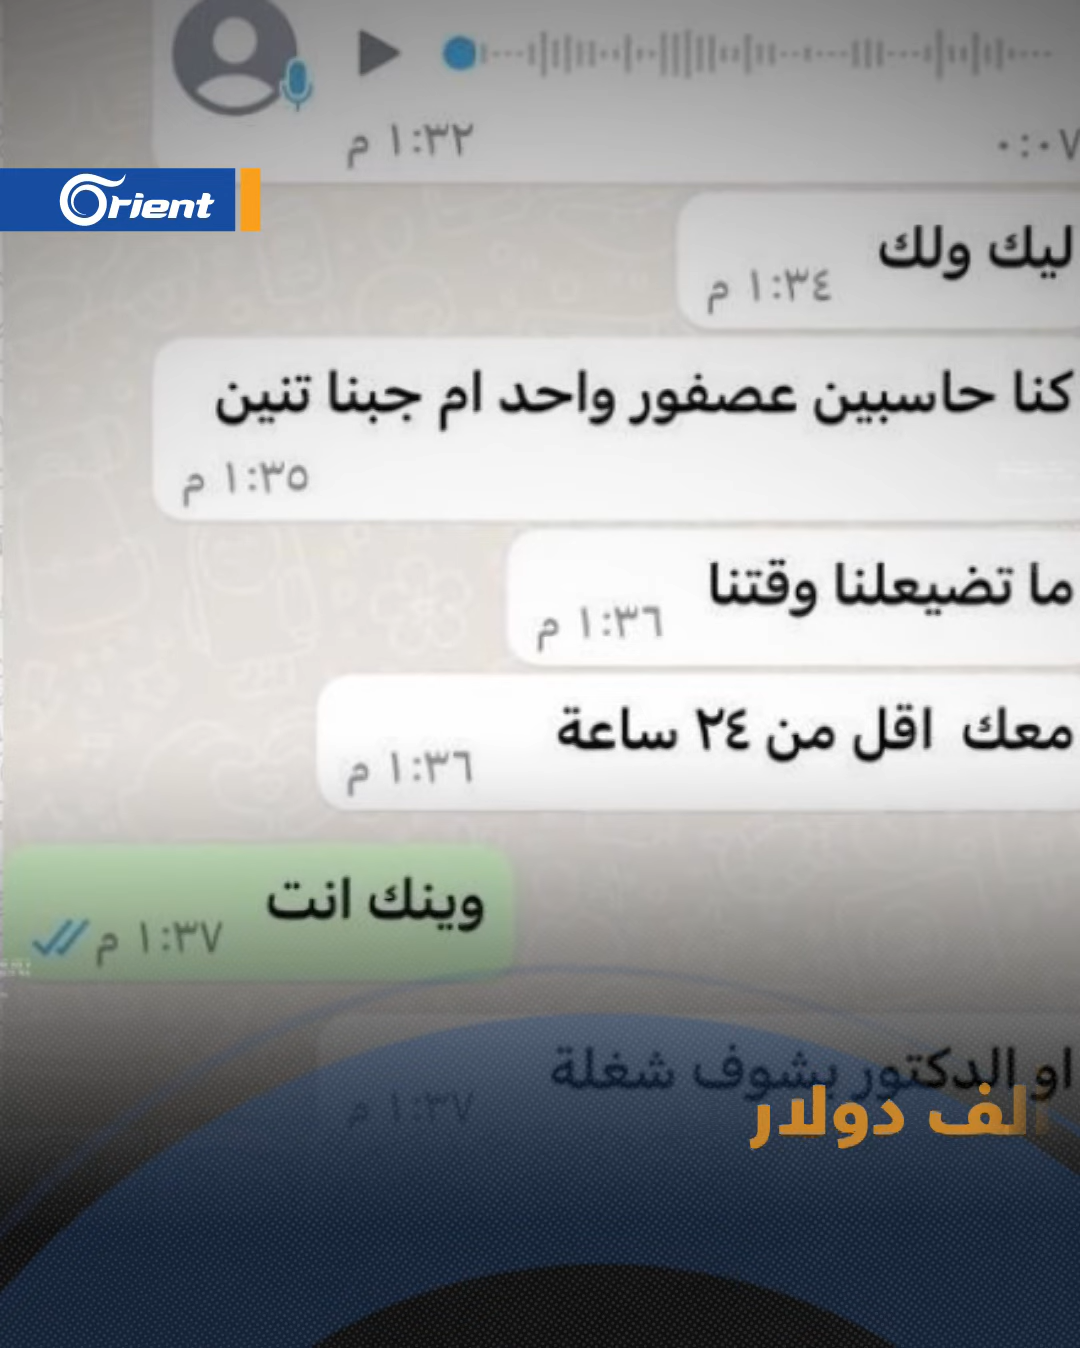 ١:٣٢ م
٠:٠٧
Orient
ليك ولك
١:٣٤ م
كنا حاسبين عصفور واحد ام جبنا تنين
١:٣٥ م
ما تضيعلنا وقتنا
١:٣٦ م
معك اقل من ٢٤ ساعة
١:٣٦ م
وينك انت
١:٣٧ م
او الدكتور بشوف شغلة
١:٣٧ م
ألف دولار